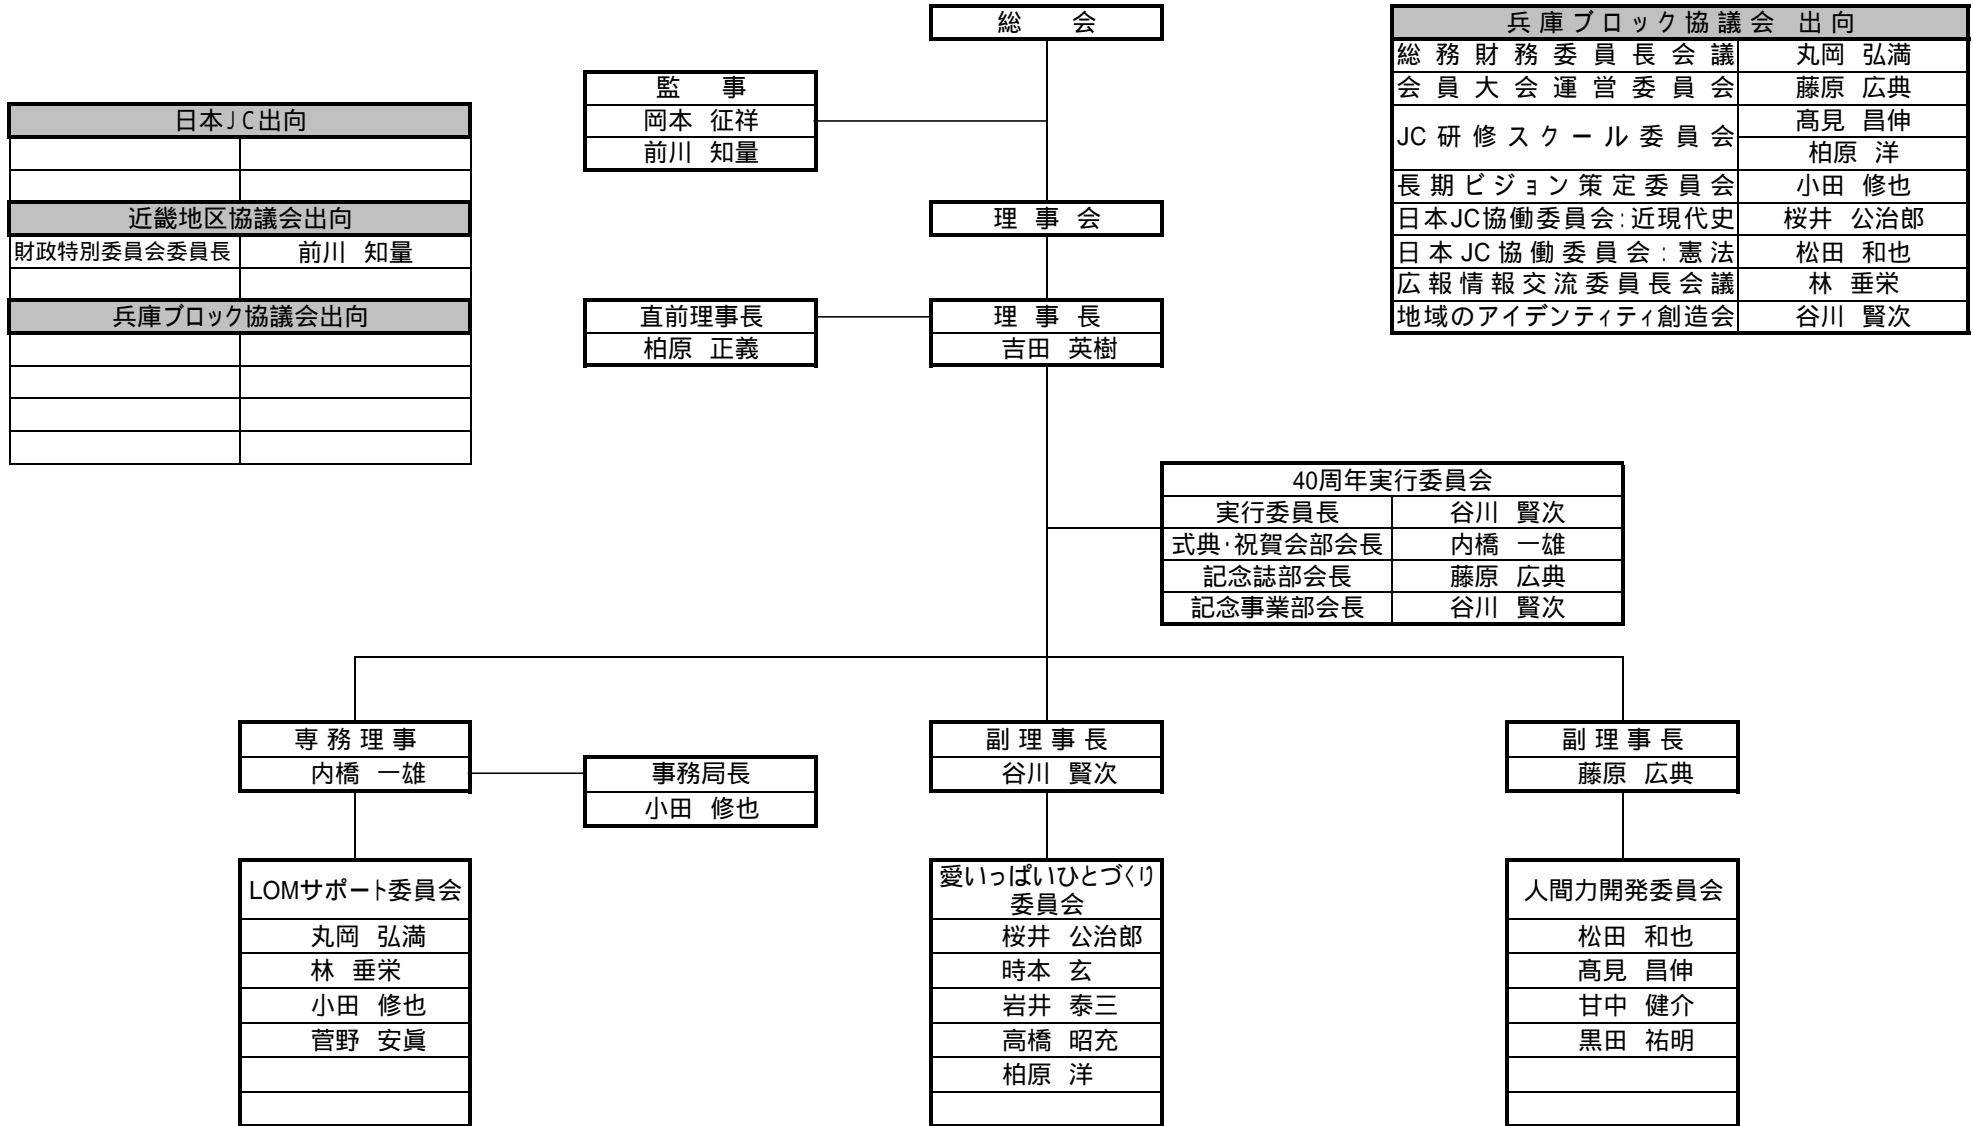 総 会
監 事
岡本 征祥
前川 知量
日本JC出向
近畿地区協議会出向
財政特別委員会委員長 前川 知量
兵庫ブロック協議会出向
兵庫ブロック協議会 出向
総務財務委員長会議 丸岡 弘満
会員大会運営委員会 藤原 広典
JC研修スクール委員会 髙見 昌伸
柏原 洋
長期ビジョン策定委員会 小田 修也
日本JC協働委員会:近現代史 桜井 公治郎
日本JC協働委員会:憲法 松田 和也
広報情報交流委員長会議 林 垂栄
地域のアイデンティティ創造会 谷川 賢次
理 事 会
直前理事長
柏原 正義
理 事 長
吉田 英樹
40周年実行委員会
実行委員長 谷川 賢次
式典・祝賀会部会長 内橋 一雄
記念誌部会長 藤原 広典
記念事業部会長 谷川 賢次
専務理事
内橋 一雄
事務局長
小田 修也
副理事長
谷川 賢次
副理事長
藤原 広典
LOMサポート委員会
丸岡 弘満
林 垂栄
小田 修也
菅野 安眞
愛いっぱいひとづくり
委員会
桜井 公治郎
時本 玄
岩井 泰三
高橋 昭充
柏原 洋
人間力開発委員会
松田 和也
髙見 昌伸
甘中 健介
黒田 祐明